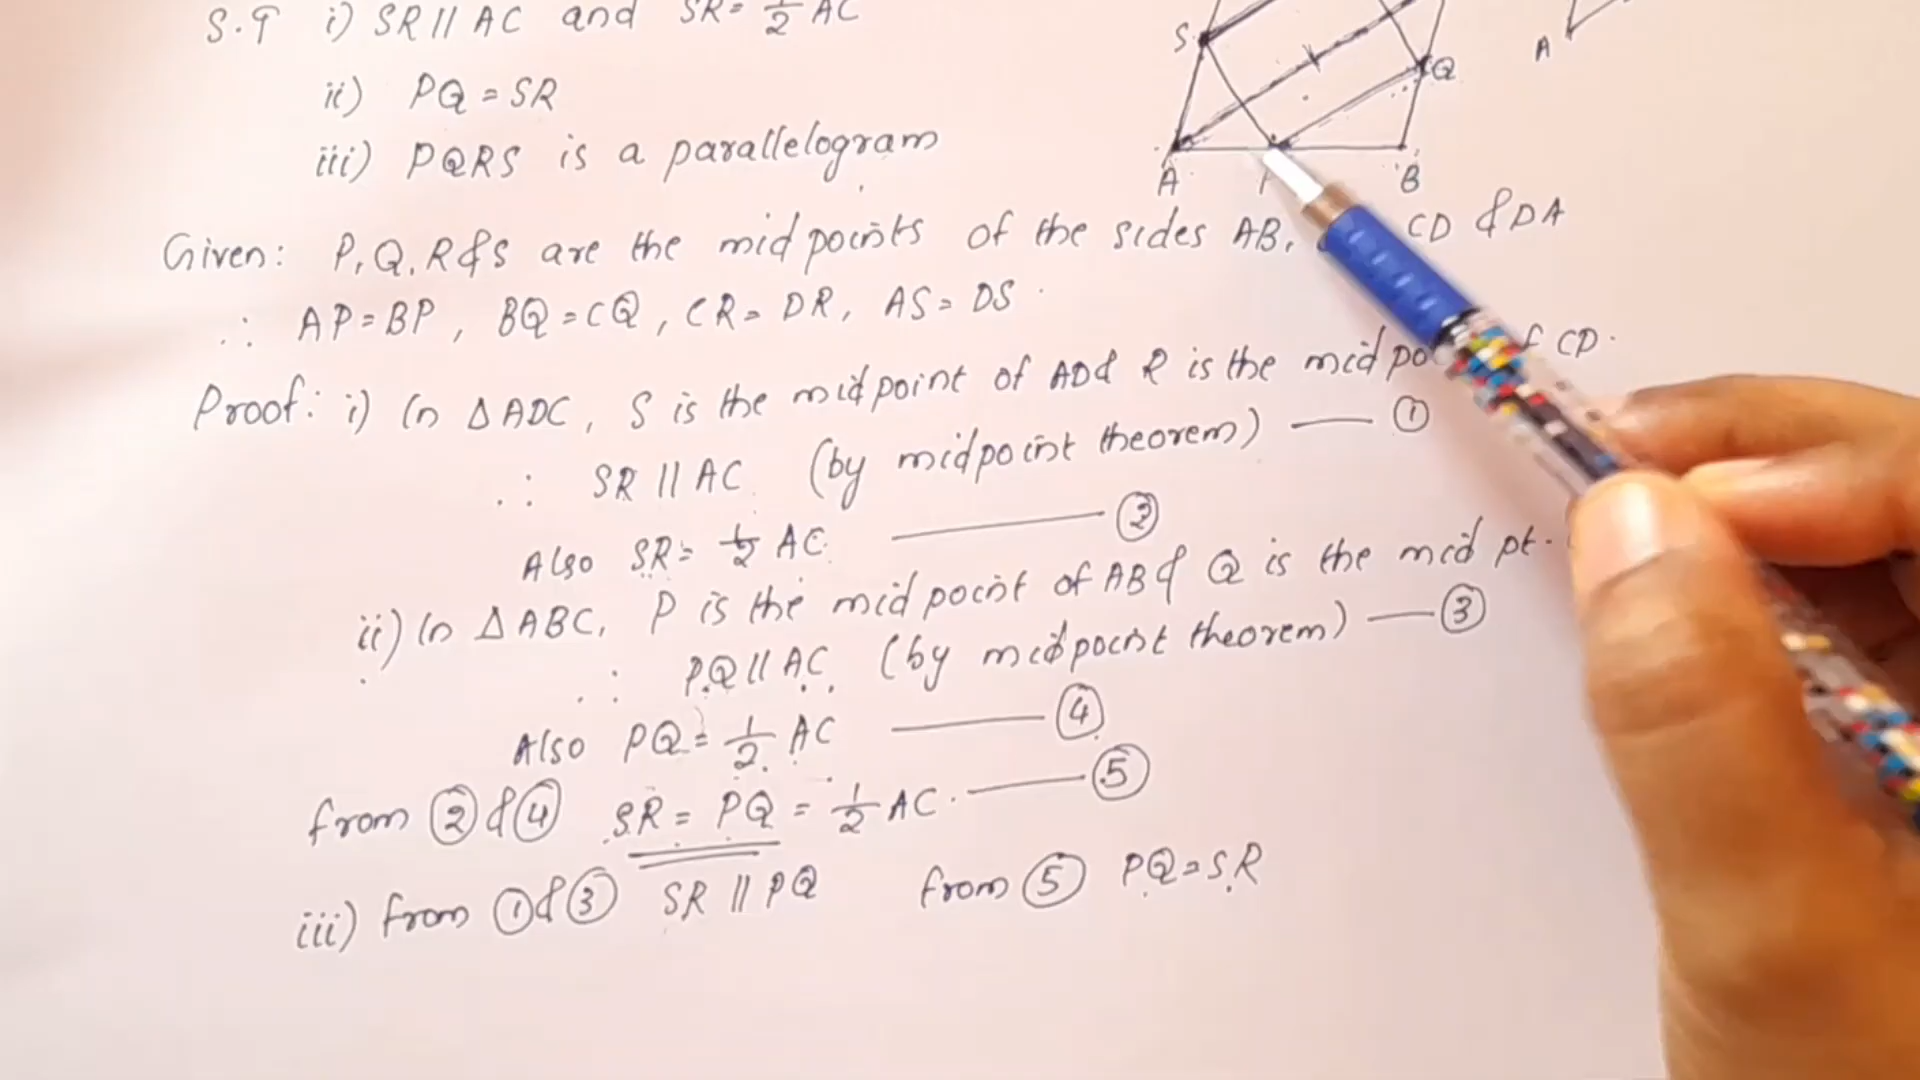 S.T i) SR // AC and SR = 1/2 AC
ii) PQ = SR
iii) PQRS is a parallelogram
S
Q
A
A
B
Given: P, Q, R & S are the midpoints of the sides AB, CD & DA
∴ AP = BP, BQ = CQ, CR = DR, AS = DS.
Proof: i) In Δ ADC, S is the midpoint of AD & R is the mid of CD.
∴ SR || AC (by midpoint theorem) — ①
Also SR = 1/2 AC — ②
ii) In Δ ABC, P is the midpoint of AB & Q is the mid pt.
∴ PQ // AC (by midpoint theorem) — ③
Also PQ = 1/2 AC — ④
from ② & ④ SR = PQ = 1/2 AC. — ⑤
iii) from ① & ③ SR || PQ from ⑤ PQ = SR